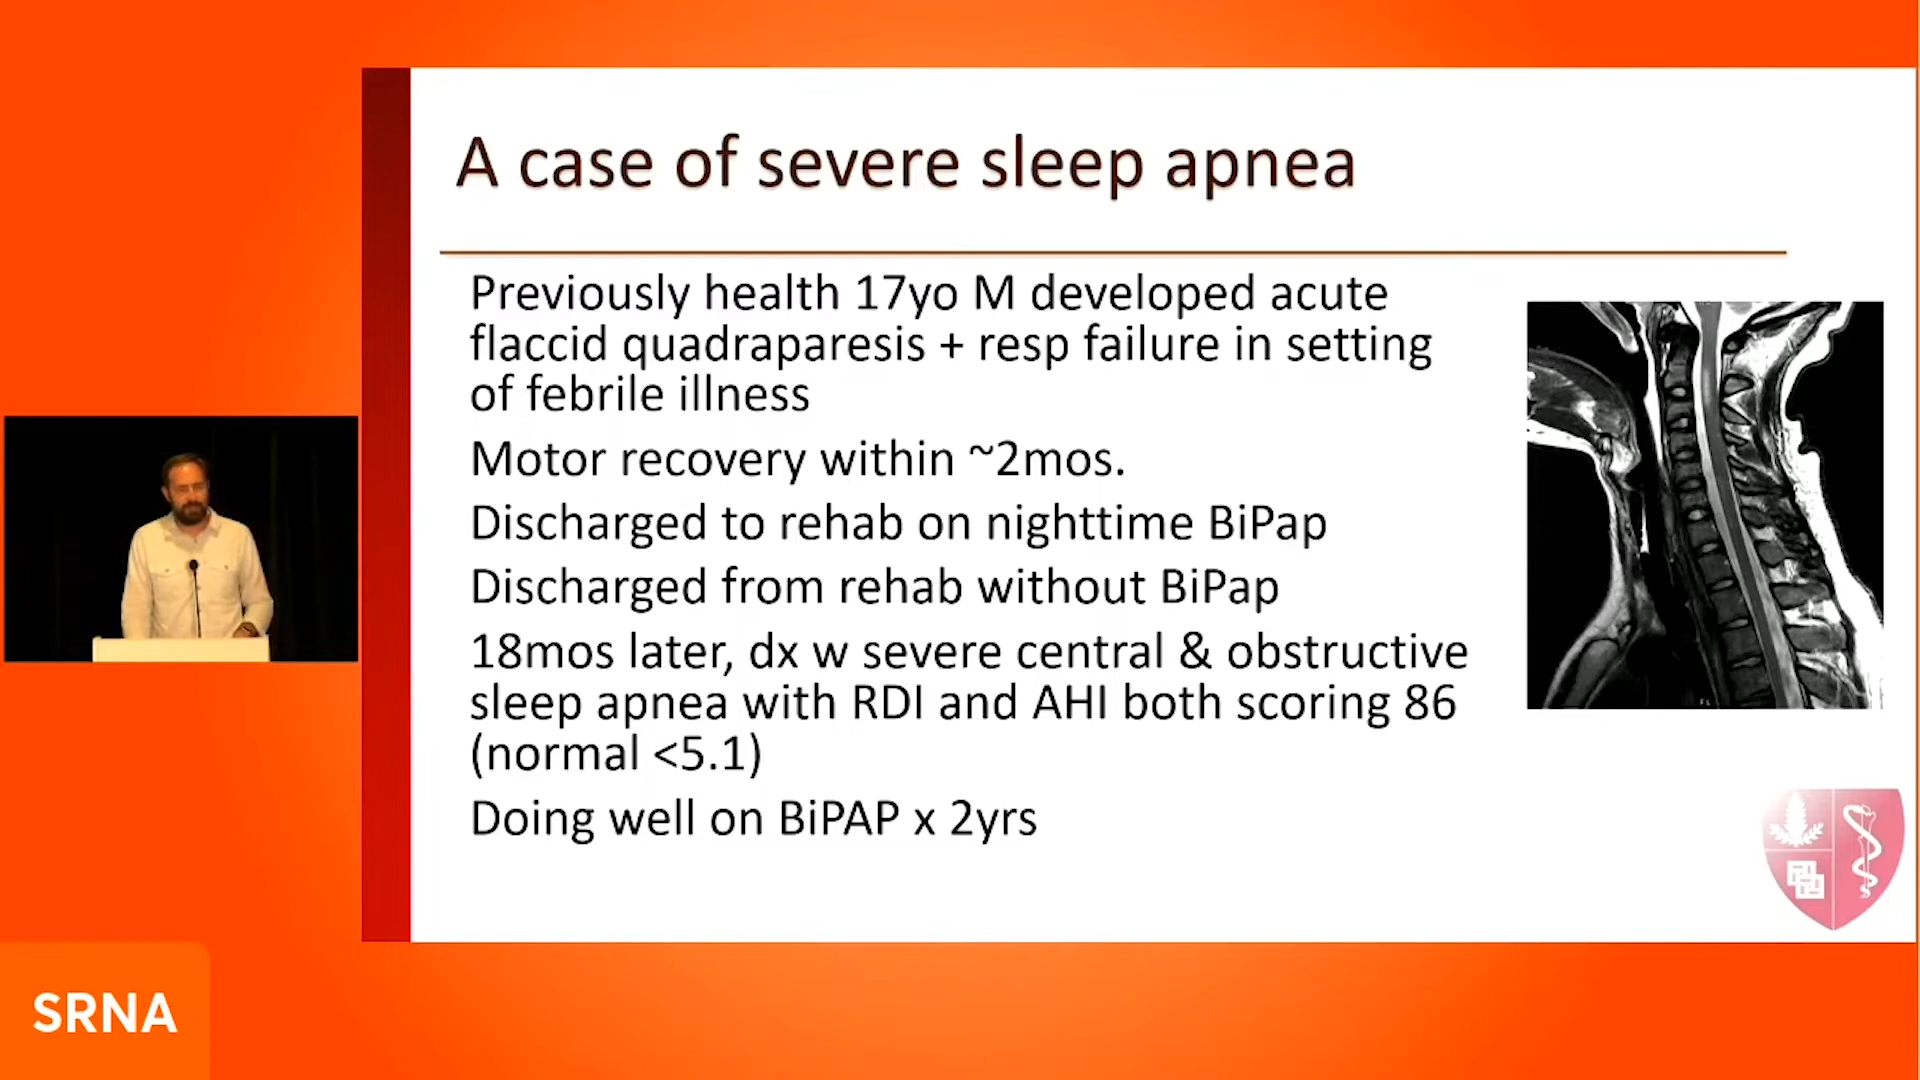 A case of severe sleep apnea
Previously health 17yo M developed acute
flaccid quadraparesis + resp failure in setting
of febrile illness
Motor recovery within ~2mos.
Discharged to rehab on nighttime BiPap
Discharged from rehab without BiPap
18mos later, dx w severe central & obstructive
sleep apnea with RDI and AHI both scoring 86
(normal <5.1)
Doing well on BiPAP x 2yrs
SRNA